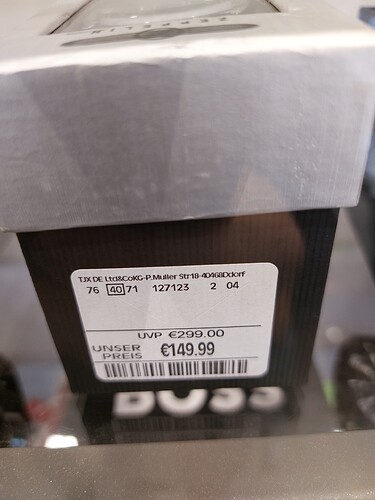 ZEPPELIN
TJX DE Ltd&CoKG-P.Muller Str18-40468Ddorf
76 40 71 127123 2 04
UVP €299.00
UNSER PREIS €149.99
BOSS